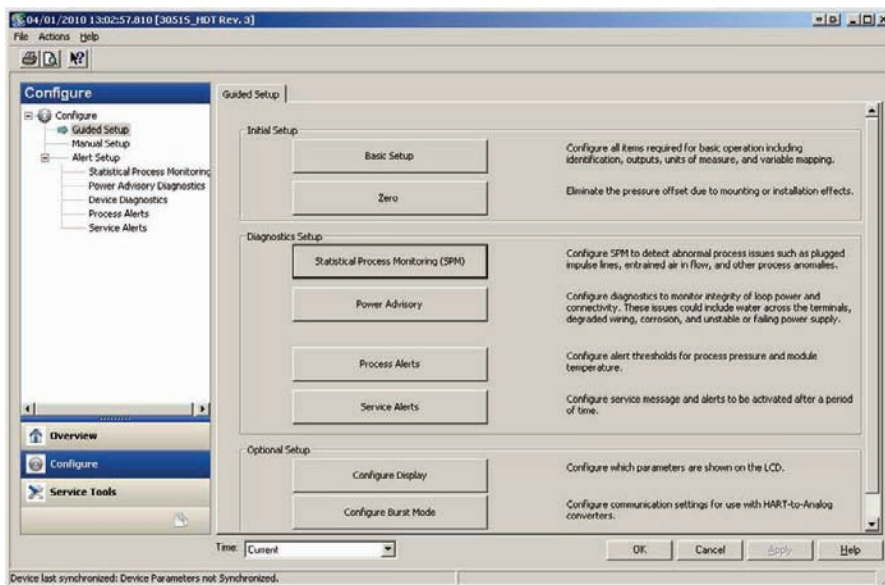 04/01/2010 13:02:57.810 [3051S_HDT Rev. 3]
File Actions Help
Configure
Configure
Guided Setup
Manual Setup
Alert Setup
Statistical Process Monitoring
Power Advisory Diagnostics
Device Diagnostics
Process Alerts
Service Alerts
Overview
Configure
Service Tools
Guided Setup
Initial Setup
Basic Setup
Configure all items required for basic operation including
identification, outputs, units of measure, and variable mapping.
Zero
Eliminate the pressure offset due to mounting or installation effects.
Diagnostics Setup
Statistical Process Monitoring (SPM)
Configure SPM to detect abnormal process issues such as plugged
impulse lines, entrained air in flow, and other process anomalies.
Power Advisory
Configure diagnostics to monitor integrity of loop power and
connectivity. These issues could include water across the terminals,
degraded wiring, corrosion, and unstable or failing power supply.
Process Alerts
Configure alert thresholds for process pressure and module
temperature.
Service Alerts
Configure service message and alerts to be activated after a period
of time.
Optional Setup
Configure Display
Configure which parameters are shown on the LCD.
Configure Burst Mode
Configure communication settings for use with HART-to-Analog
converters.
Time: Current
OK Cancel Apply Help
Device last synchronized: Device Parameters not Synchronized.